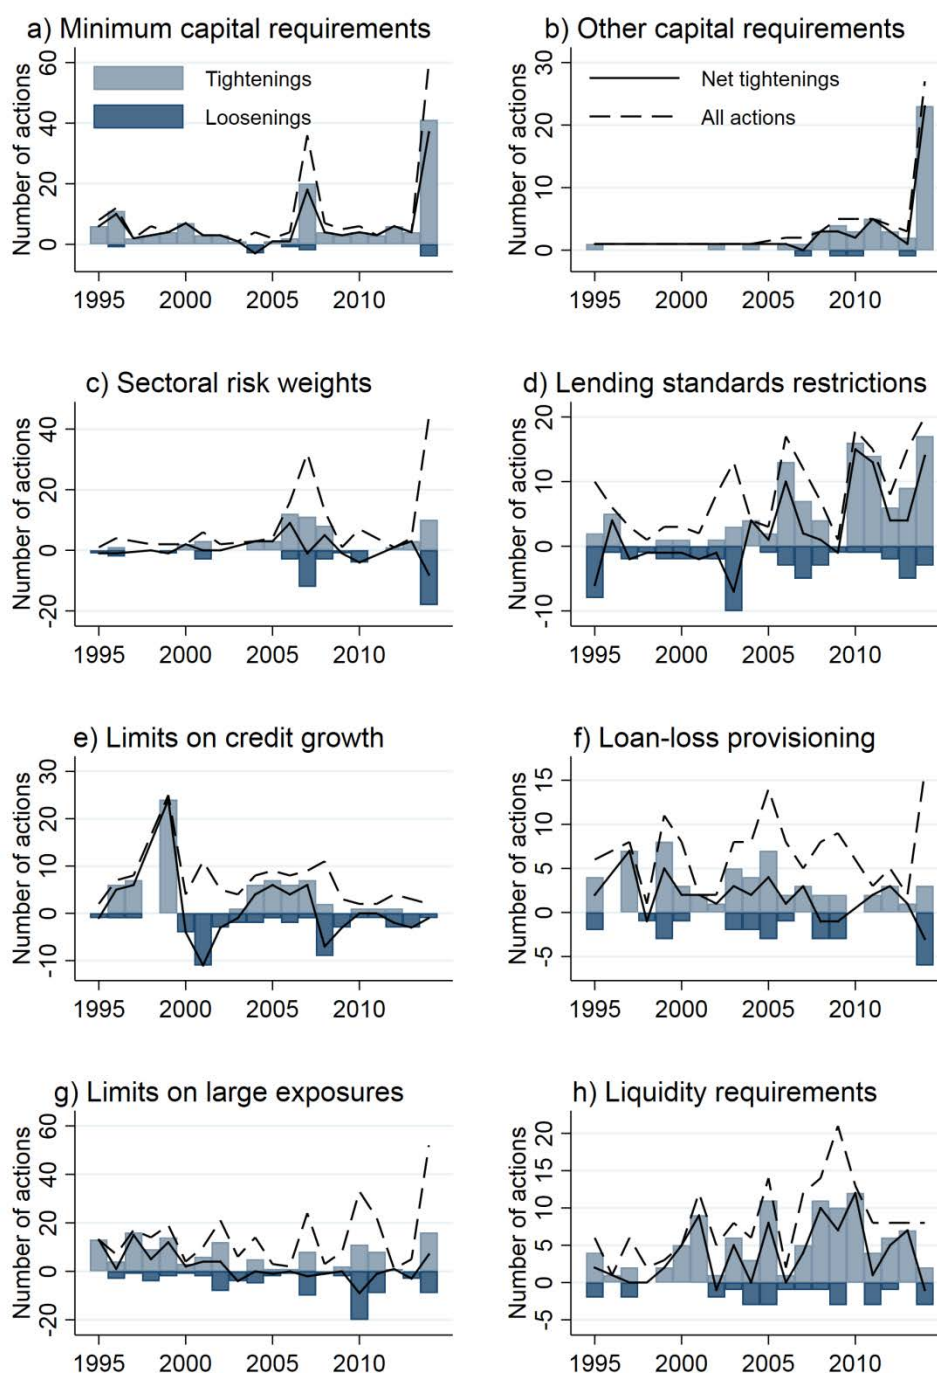 a) Minimum capital requirements
Number of actions
60
40
20
0
Tightenings
Loosenings
1995 2000 2005 2010
b) Other capital requirements
Number of actions
30
20
10
0
Net tightenings
All actions
1995 2000 2005 2010
c) Sectoral risk weights
Number of actions
40
20
0
-20
1995 2000 2005 2010
d) Lending standards restrictions
Number of actions
20
10
0
-10
1995 2000 2005 2010
e) Limits on credit growth
Number of actions
30
20
10
0
-10
1995 2000 2005 2010
f) Loan-loss provisioning
Number of actions
15
10
5
0
-5
1995 2000 2005 2010
g) Limits on large exposures
Number of actions
60
40
20
0
-20
1995 2000 2005 2010
h) Liquidity requirements
Number of actions
20
15
10
5
0
-5
1995 2000 2005 2010